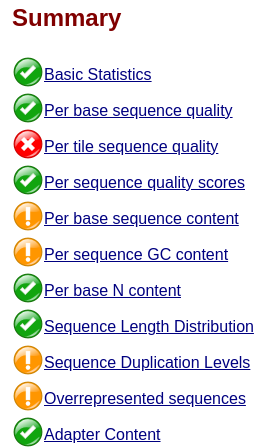 Summary
Basic Statistics
Per base sequence quality
Per tile sequence quality
Per sequence quality scores
Per base sequence content
Per sequence GC content
Per base N content
Sequence Length Distribution
Sequence Duplication Levels
Overrepresented sequences
Adapter Content